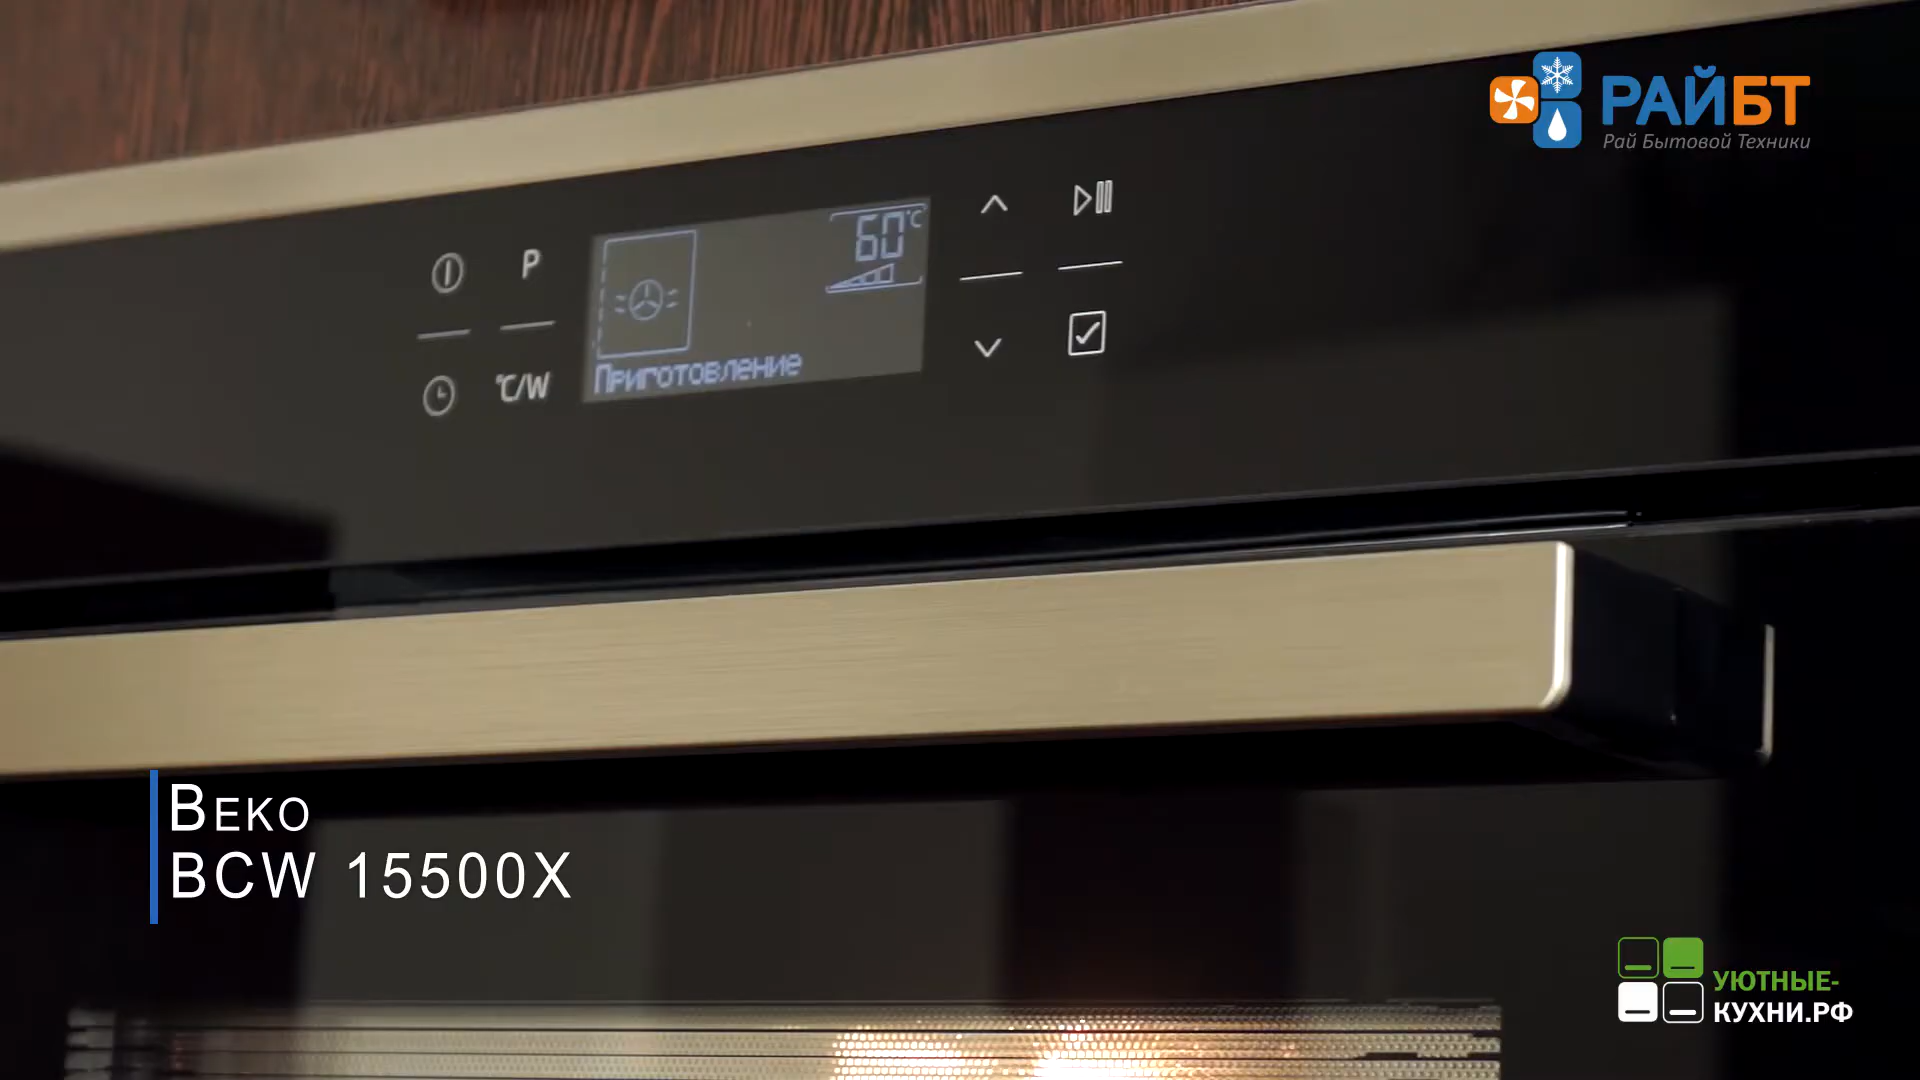 РАЙБТ
Рай Бытовой Техники
P
60°C
Приготовление
°C/W
Beko
BCW 15500X
УЮТНЫЕ-
КУХНИ.РФ